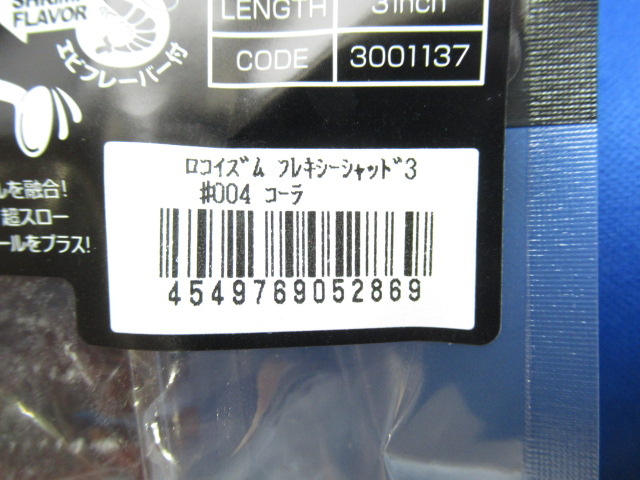 SHRIMP
FLAVOR
エビフレーバー付
LENGTH 3inch
CODE 3001137
ルを融合!
超スロー
ールをプラス!
ロコイズム フレキシーシャッド3
#004 コーラ
4549769052869